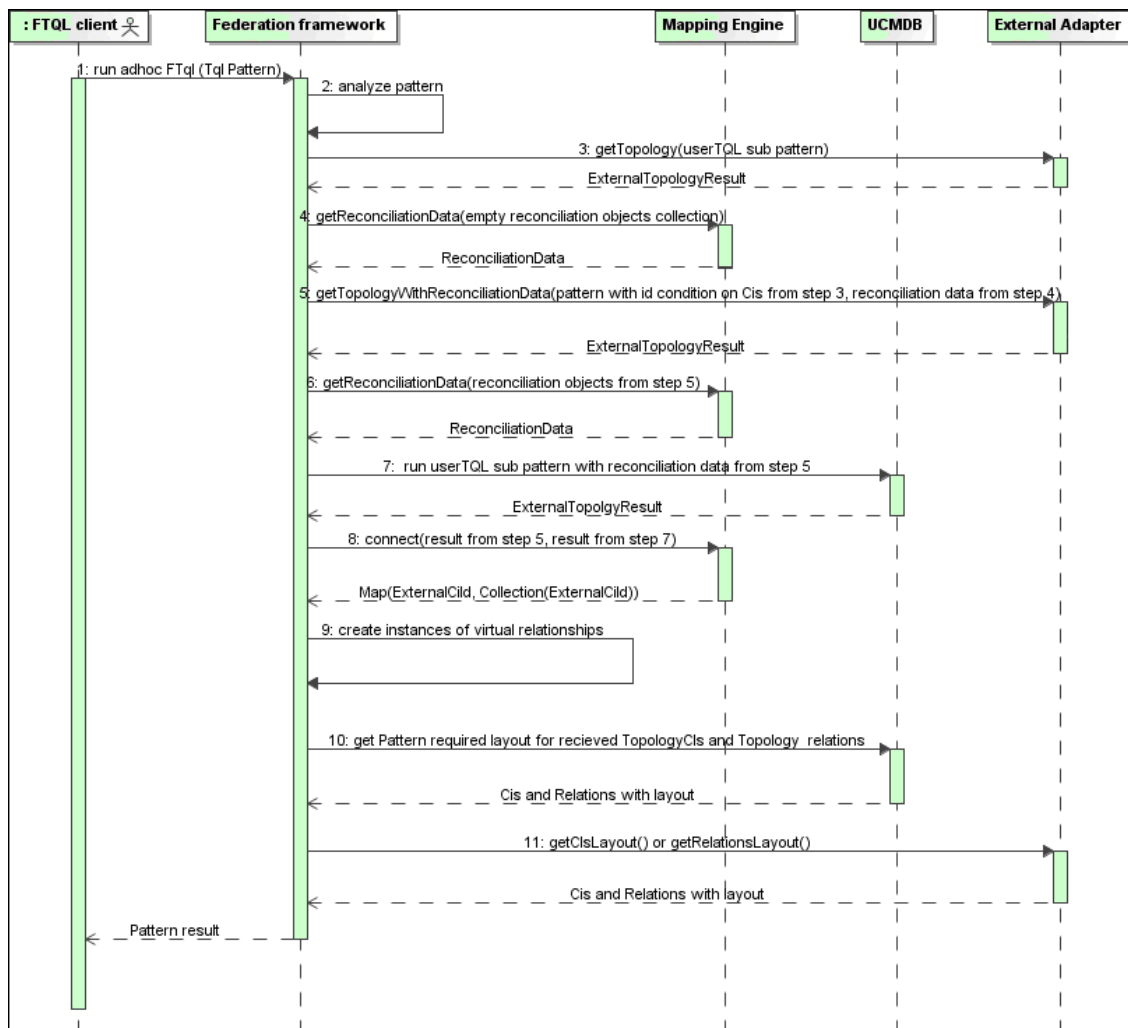 : FTQL client
Federation framework
Mapping Engine
UCMDB
External Adapter
1: run adhoc FTql (Tql Pattern)
2: analyze pattern
3: getTopology(userTQL sub pattern)
ExternalTopologyResult
4: getReconciliationData(empty reconciliation objects collection)
ReconciliationData
5: getTopologyWithReconciliationData(pattern with id condition on Cis from step 3, reconciliation data from step 4)
ExternalTopologyResult
6: getReconciliationData(reconciliation objects from step 5)
ReconciliationData
7: run userTQL sub pattern with reconciliation data from step 5
ExternalTopolgyResult
8: connect(result from step 5, result from step 7)
Map(ExternalCiId, Collection(ExternalCiId))
9: create instances of virtual relationships
10: get Pattern required layout for recieved TopologyCIs and Topology relations
Cis and Relations with layout
11: getCIsLayout() or getRelationsLayout()
Cis and Relations with layout
Pattern result